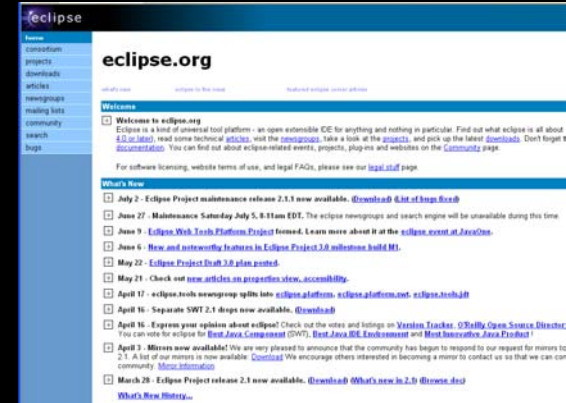 eclipse
home
consortium
projects
downloads
articles
newsgroups
mailing lists
community
search
bugs
eclipse.org
what's new eclipse in the news featured eclipse corner articles
Welcome
Welcome to eclipse.org
Eclipse is a kind of universal tool platform - an open extensible IDE for anything and nothing in particular. Find out what eclipse is all about
4.0 or later), read some technical articles, visit the newsgroups, take a look at the projects, and pick up the latest downloads. Don't forget
documentation. You can find out about eclipse-related events, projects, plug-ins and websites on the Community page.
For software licensing, website terms of use, and legal FAQs, please see our legal stuff page.
What's New
July 2 - Eclipse Project maintenance release 2.1.1 now available. (Download) (List of bugs fixed)
June 27 - Maintenance Saturday July 5, 8-11am EDT. The eclipse newsgroups and search engine will be unavailable during this time.
June 9 - Eclipse Web Tools Platform Project formed. Learn more about it at the eclipse event at JavaOne.
June 6 - New and noteworthy features in Eclipse Project 3.0 milestone build M1.
May 22 - Eclipse Project Draft 3.0 plan posted.
May 21 - Check out new articles on properties view, accessibility.
April 17 - eclipse.tools newsgroup splits into eclipse.platform, eclipse.platform.swt, eclipse.tools.jdt
April 16 - Separate SWT 2.1 drops now available. (Download)
April 16 - Express your opinion about eclipse! Check out the votes and listings on Version Tracker, O'Reilly Open Source Director
You can vote for eclipse for Best Java Component (SWT), Best Java IDE Environment and Most Innovative Java Product!
April 3 - Mirrors now available! We are very pleased to announce that the community has begun to respond to our request for mirrors to
2.1. A list of our mirrors is now available: Download We encourage others interested in becoming a mirror to contact us so that we can con
community. Mirror Information
March 28 - Eclipse Project release 2.1 now available. (Download) (What's new in 2.1) (Browse doc)
What's New History...